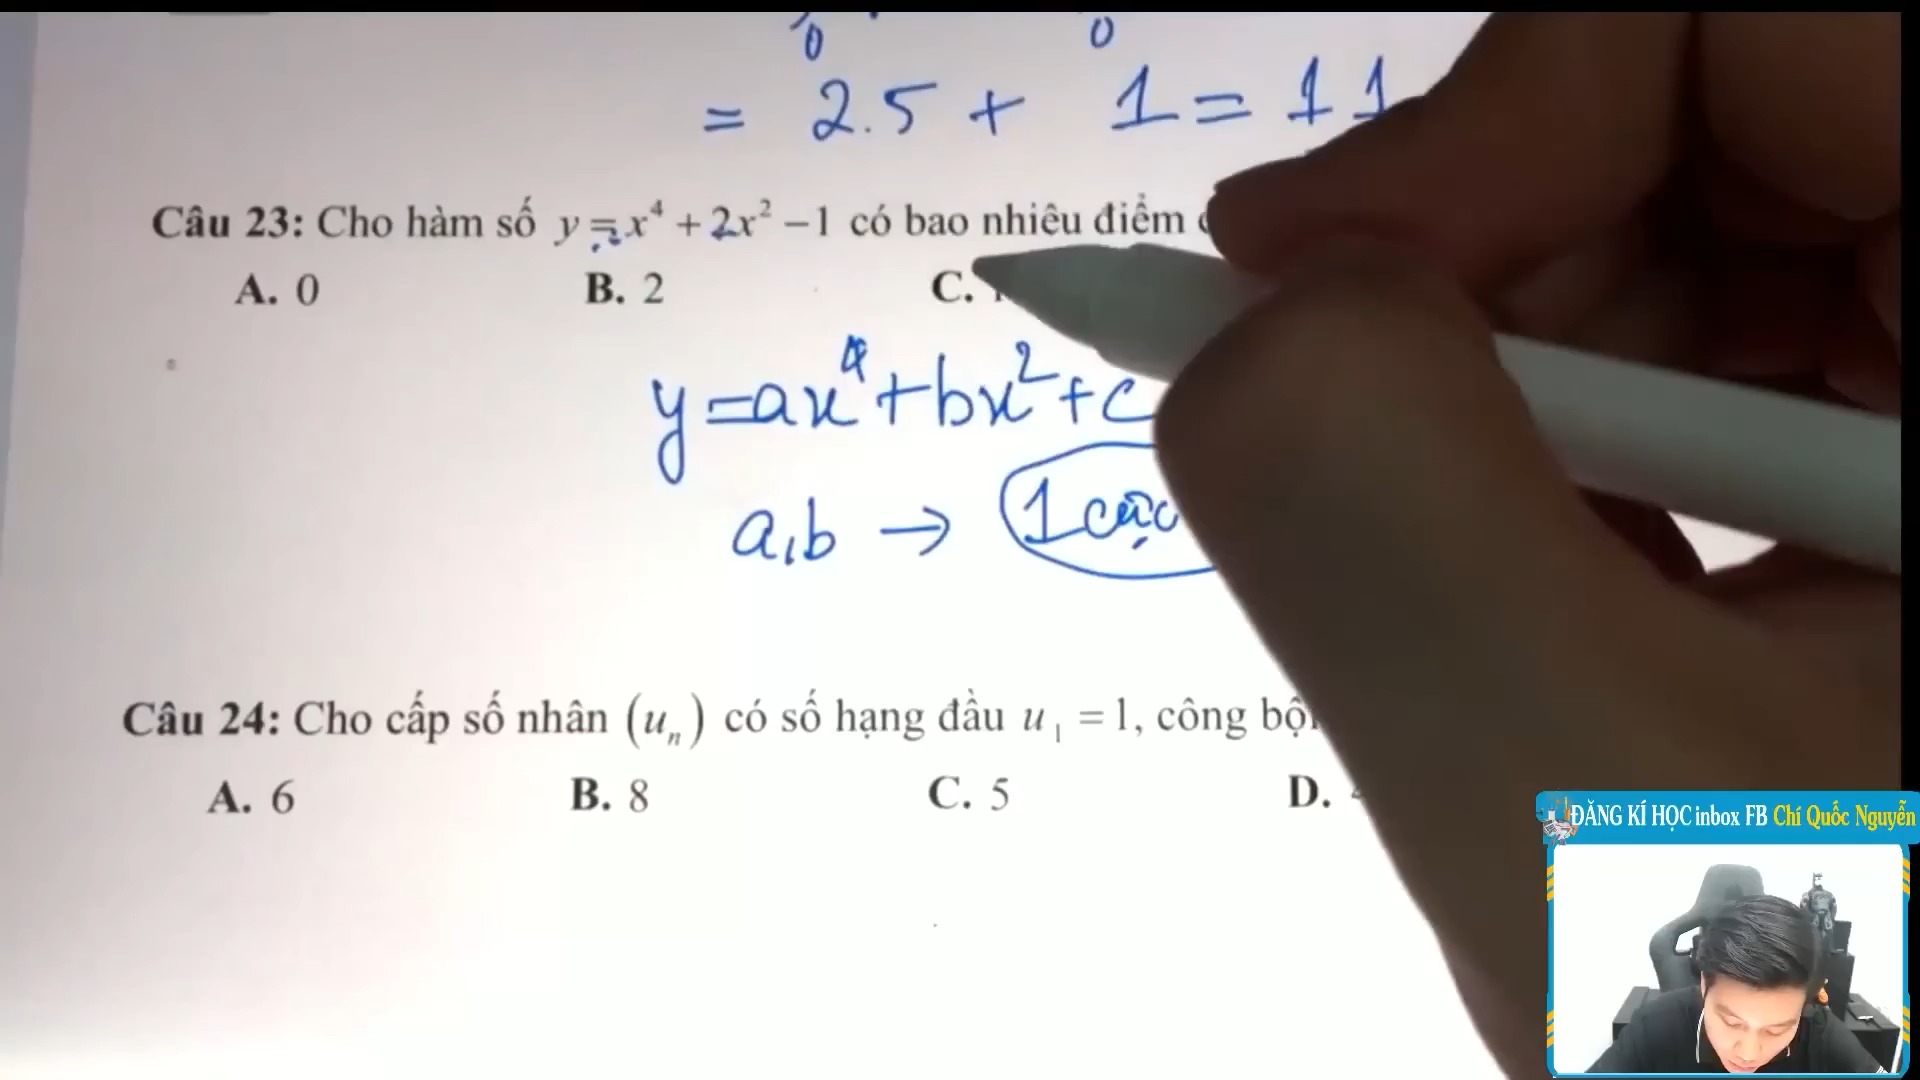 = 2.5 + 1 = 11
Câu 23: Cho hàm số y = x⁴ + 2x² − 1 có bao nhiêu điểm
A. 0 B. 2 C.
y = ax⁴ + bx² + c
a,b → 1 cực
Câu 24: Cho cấp số nhân (uₙ) có số hạng đầu u₁ = 1, công bội
A. 6 B. 8 C. 5 D.
ĐĂNG KÍ HỌC inbox FB Chí Quốc Nguyễn